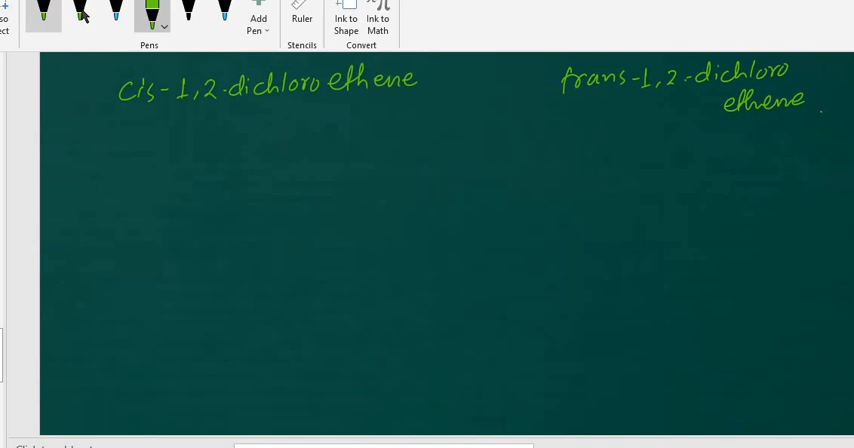 Add
Pen
Ruler
Ink to
Shape
Ink to
Math
Pens
Stencils
Convert
cis-1,2-dichloro ethene
trans-1,2-dichloro
ethene